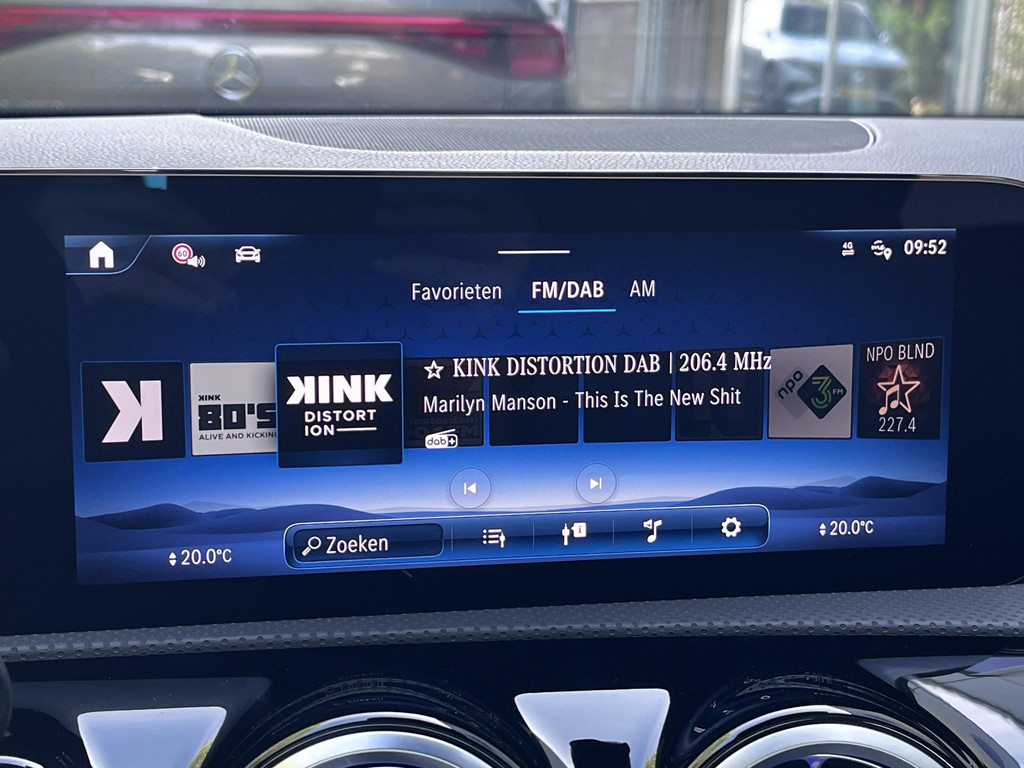 60
4G
09:52
Favorieten FM/DAB AM
KINK
80'S
ALIVE AND KICKING
KINK
DISTORT
ION
☆ KINK DISTORTION DAB | 206.4 MHz
Marilyn Manson - This Is The New Shit
dab+
npo
3FM
NPO BLND
227.4
20.0°C
Zoeken
20.0°C